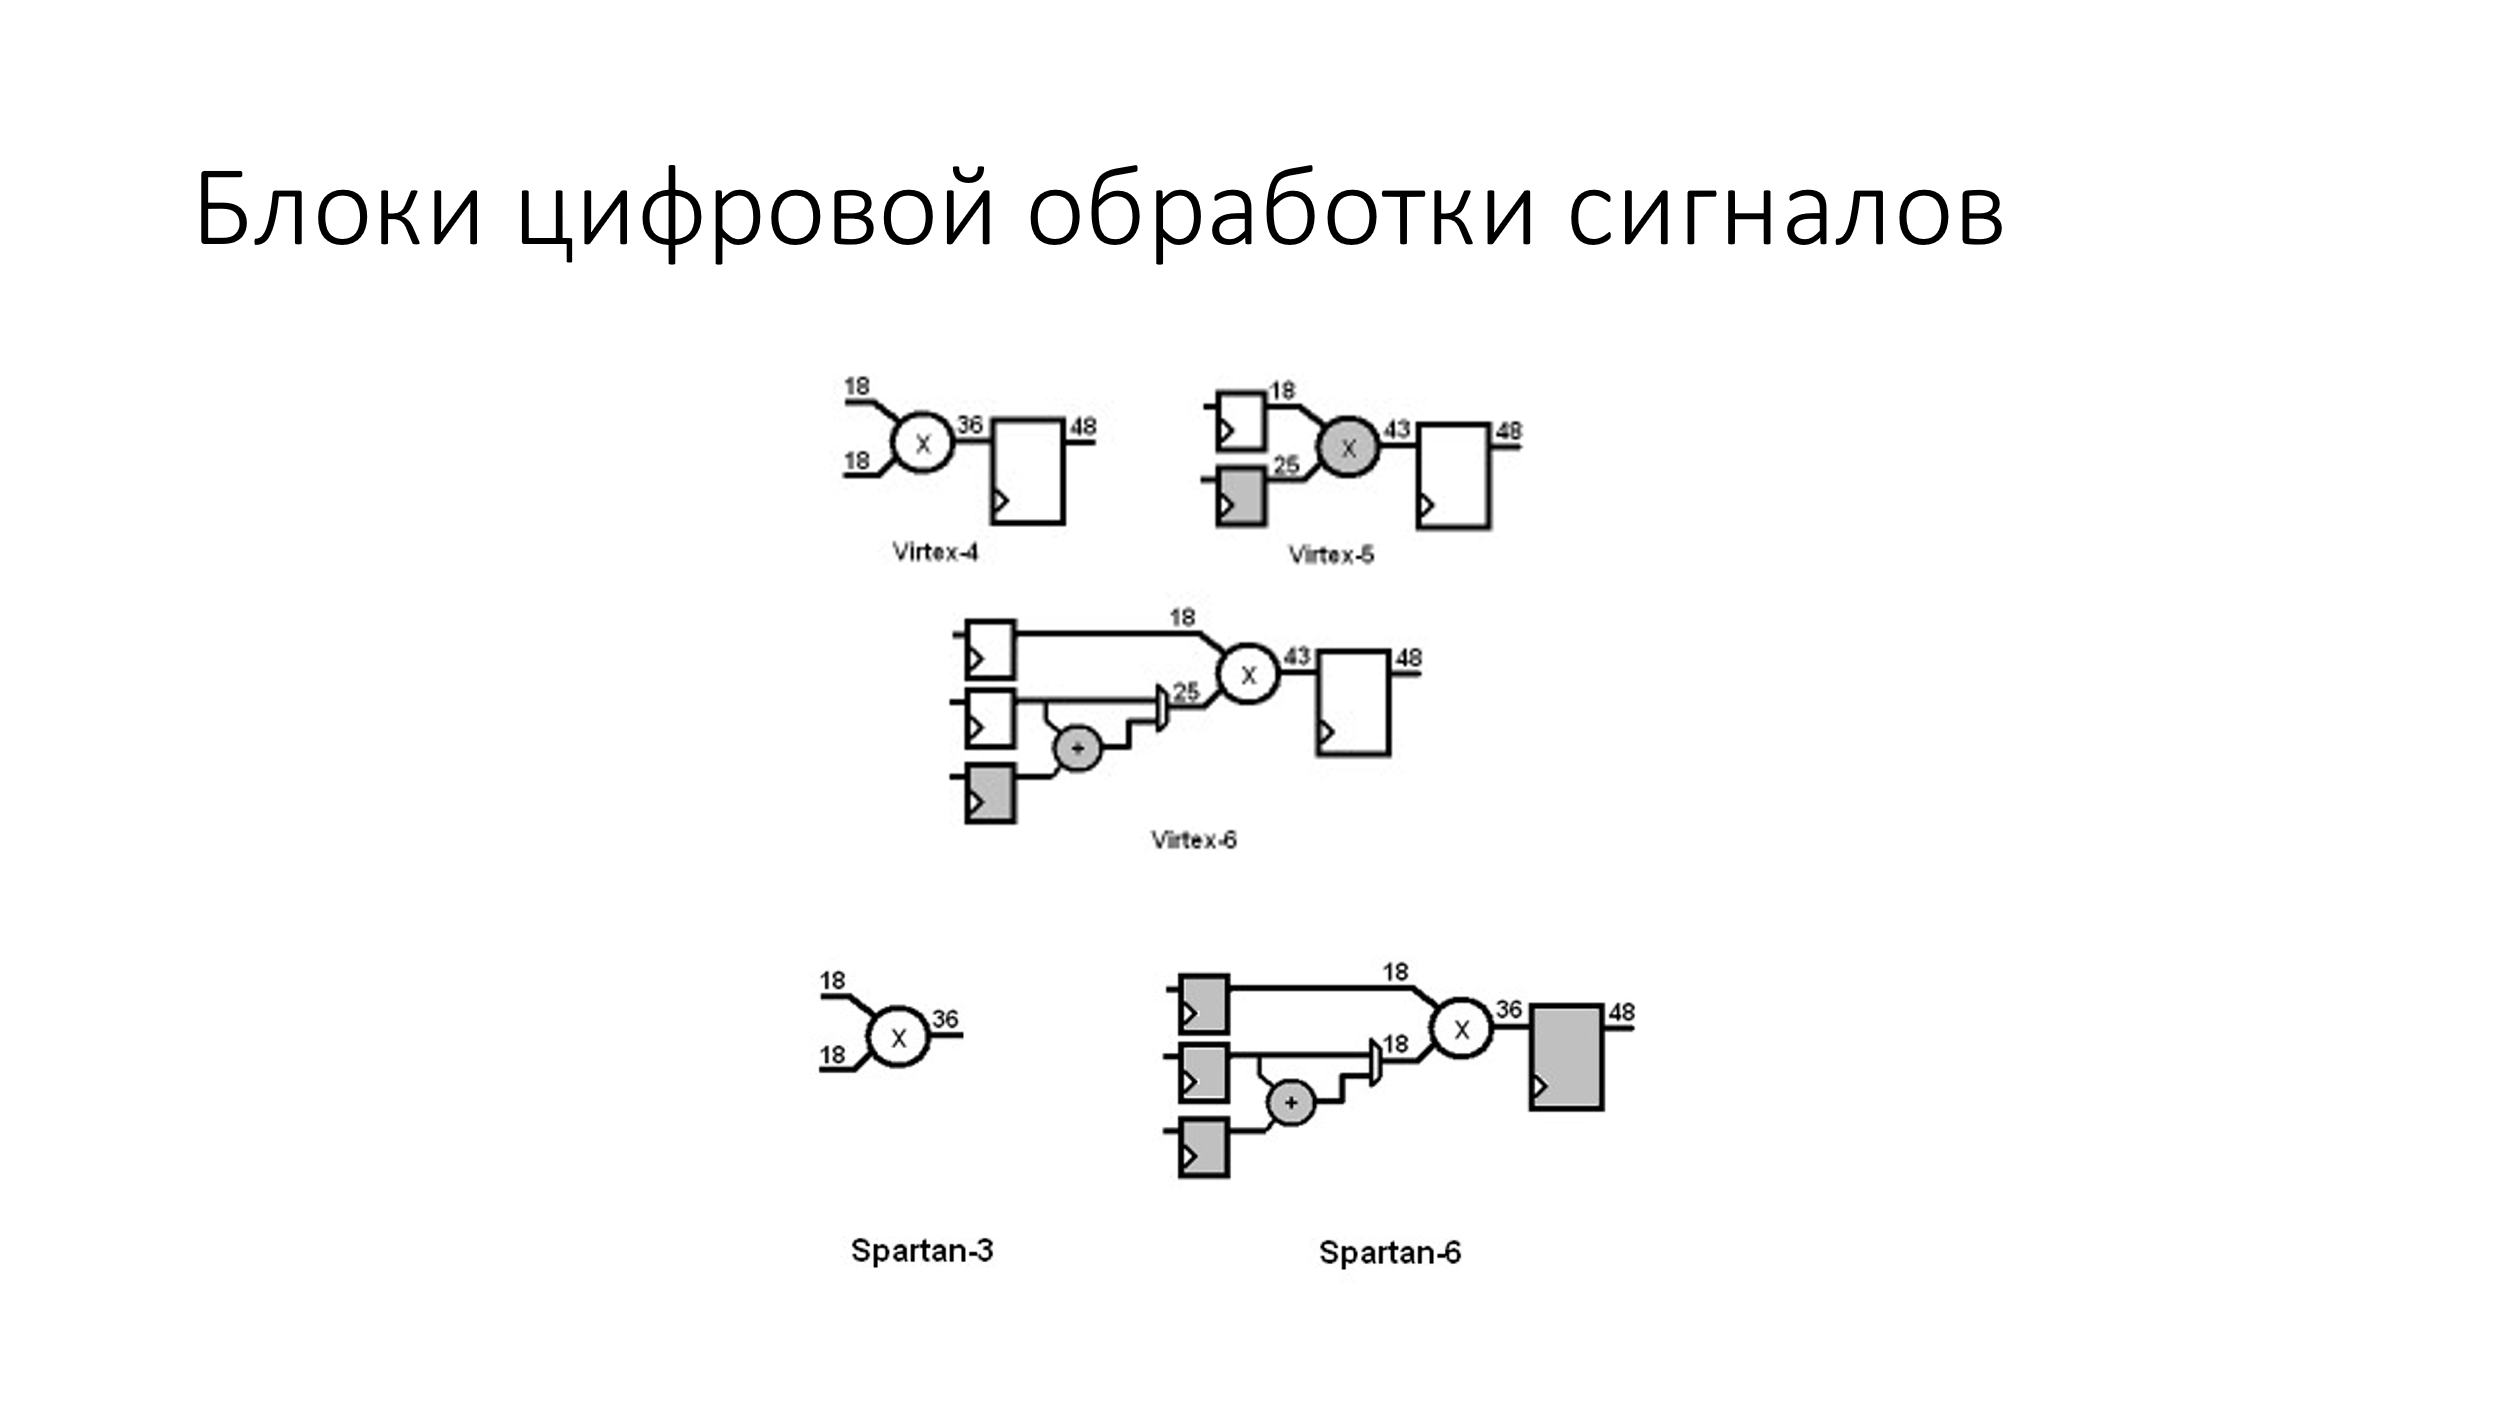 Блоки цифровой обработки сигналов
18
18
X
36
48
Virtex-4
18
25
X
43
48
Virtex-5
18
25
+
X
43
48
Virtex-6
18
18
X
36
Spartan-3
18
18
+
X
36
48
Spartan-6